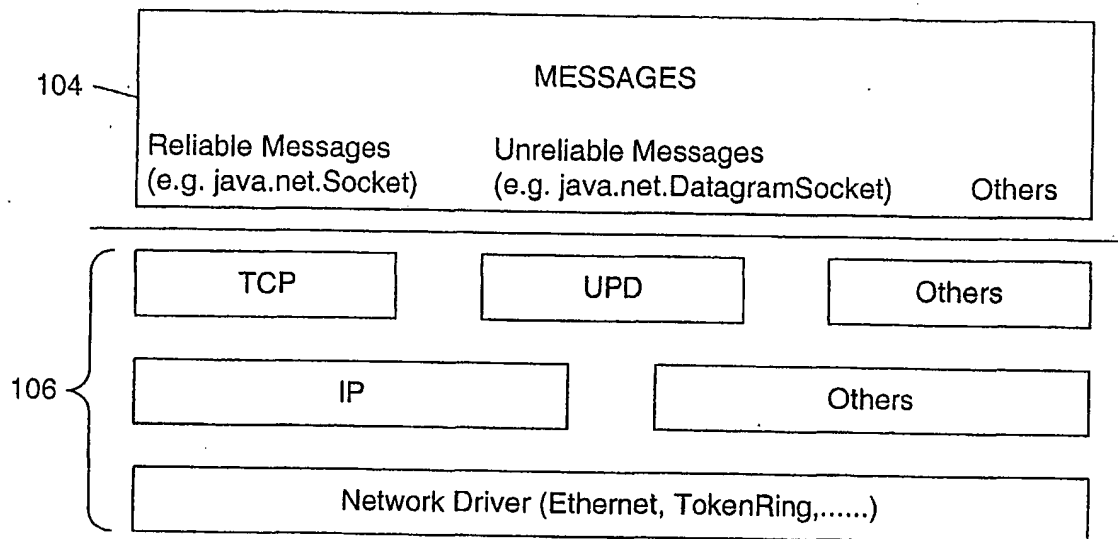 MESSAGES
104
Reliable Messages
(e.g. java.net.Socket)
Unreliable Messages
(e.g. java.net.DatagramSocket)
Others
TCP
UPD
Others
106
IP
Others
Network Driver (Ethernet, TokenRing,......)